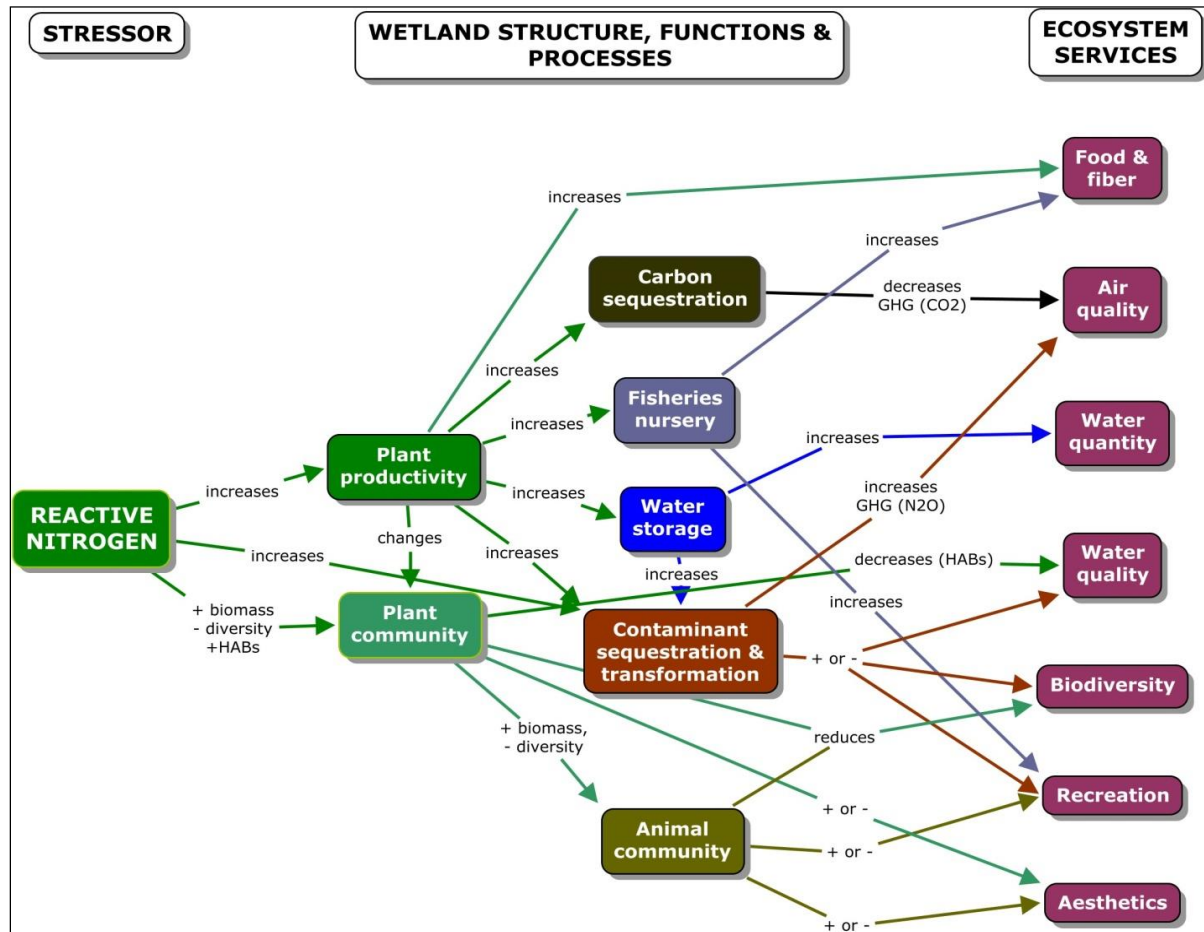 STRESSOR
WETLAND STRUCTURE, FUNCTIONS &
PROCESSES
ECOSYSTEM
SERVICES
Food &
fiber
increases
increases
Carbon
sequestration
decreases
GHG (CO2)
Air
quality
increases
Fisheries
nursery
increases
increases
Water
quantity
Plant
productivity
increases
increases
Water
storage
increases
GHG (N2O)
REACTIVE
NITROGEN
changes
increases
increases
increases
decreases (HABs)
Water
quality
+ biomass
- diversity
+HABs
Plant
community
increases
Contaminant
sequestration &
transformation
+ or -
Biodiversity
+ biomass,
- diversity
reduces
Recreation
+ or -
Animal
community
+ or -
Aesthetics
+ or -